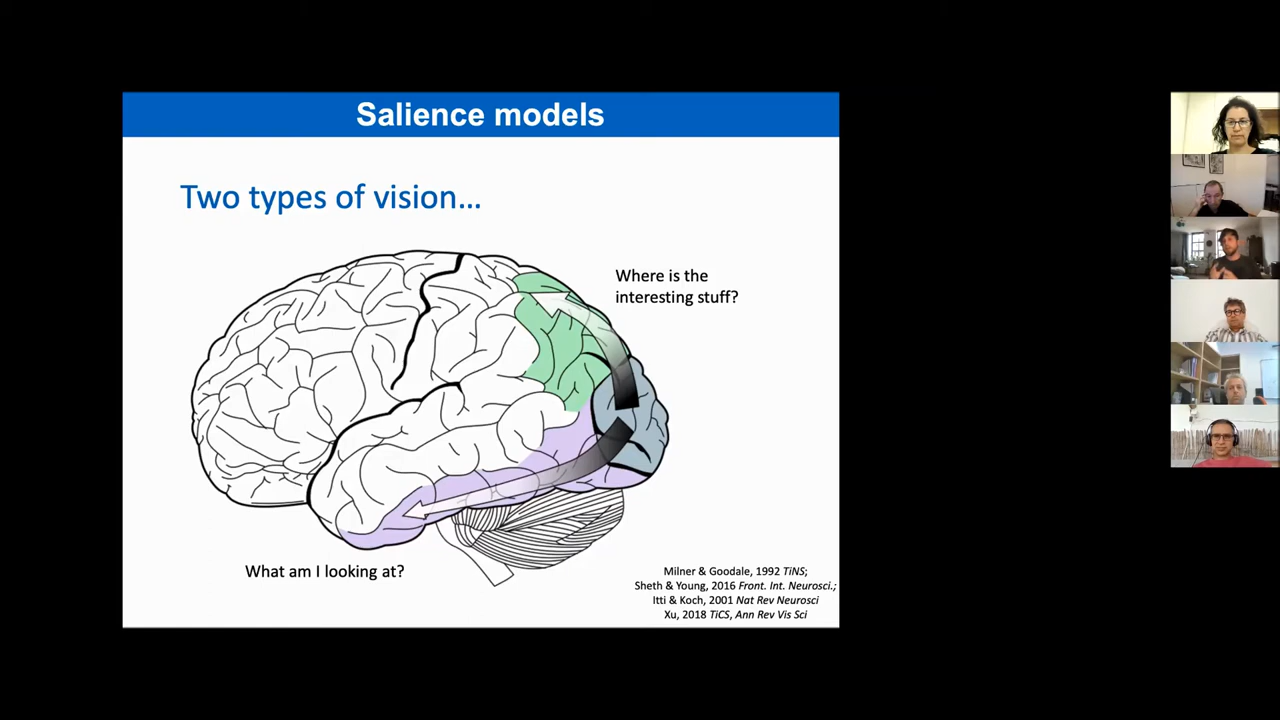 Salience models
Two types of vision...
Where is the
interesting stuff?
What am I looking at?
Milner & Goodale, 1992 TiNS;
Sheth & Young, 2016 Front. Int. Neurosci.;
Itti & Koch, 2001 Nat Rev Neurosci
Xu, 2018 TiCS, Ann Rev Vis Sci